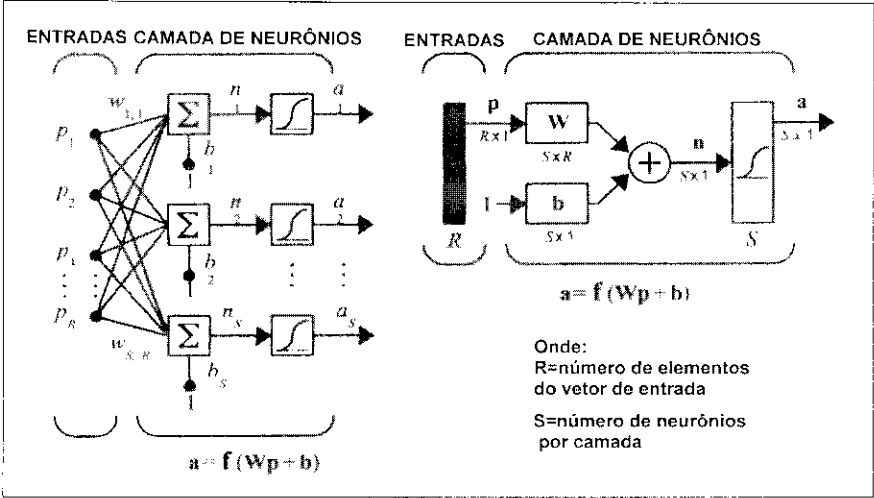 ENTRADAS CAMADA DE NEURÔNIOS
w1,1
n1
a1
p1
Σ
b1
1
p2
n2
a2
Σ
p3
b2
1
pR
nS
aS
Σ
wS, R
bS
1
a = f (Wp + b)
ENTRADAS CAMADA DE NEURÔNIOS
p
W
a
R x 1
S x R
n
S x 1
+
S x 1
1
b
S x 1
R
S
a= f (Wp + b)
Onde:
R=número de elementos
do vetor de entrada
S=número de neurônios
por camada